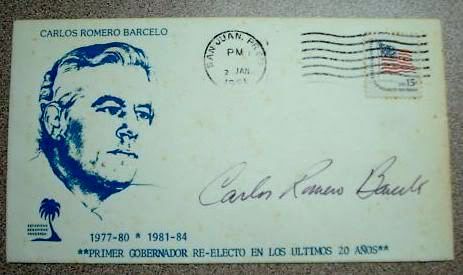 CARLOS ROMERO BARCELO
SAN JUAN, P.R.
PM
2 JAN
1981
15c
Carlos Romero Barceló
1977-80 * 1981-84
**PRIMER GOBERNADOR RE-ELECTO EN LOS ULTIMOS 20 AÑOS**